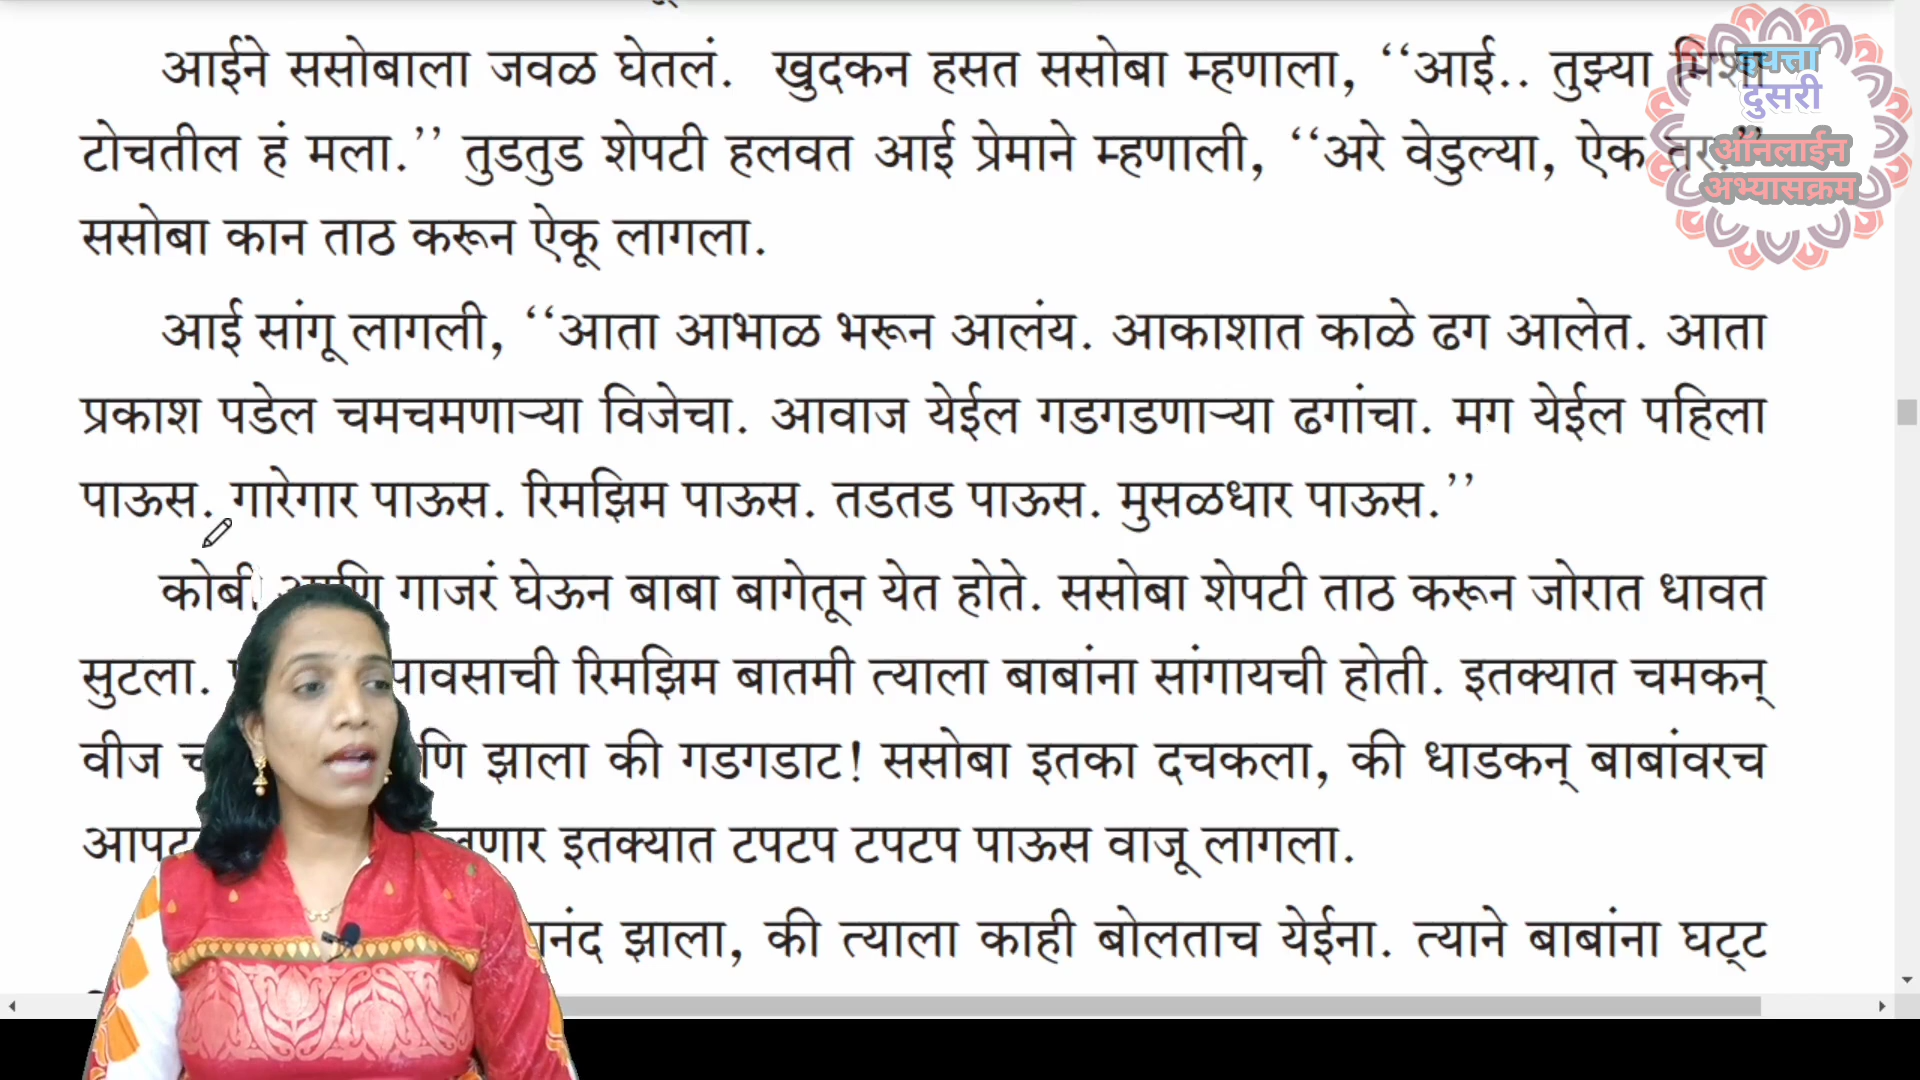 आईने ससोबाला जवळ घेतलं. खुदकन हसत ससोबा म्हणाला, ‘‘आई.. तुझ्या मिशा
टोचतील हं मला.’’ तुडतुड शेपटी हलवत आई प्रेमाने म्हणाली, ‘‘अरे वेडुल्या, ऐक तर.’’
ससोबा कान ताठ करून ऐकू लागला.
आई सांगू लागली, ‘‘आता आभाळ भरून आलंय. आकाशात काळे ढग आलेत. आता
प्रकाश पडेल चमचमणाऱ्या विजेचा. आवाज येईल गडगडणाऱ्या ढगांचा. मग येईल पहिला
पाऊस. गारेगार पाऊस. रिमझिम पाऊस. तडतड पाऊस. मुसळधार पाऊस.’’
कोबी आणि गाजरं घेऊन बाबा बागेतून येत होते. ससोबा शेपटी ताठ करून जोरात धावत
सुटला. पावसाची रिमझिम बातमी त्याला बाबांना सांगायची होती. इतक्यात चमकन्
वीज झाला की गडगडाट! ससोबा इतका दचकला, की धाडकन् बाबांवरच
इतक्यात टपटप टपटप पाऊस वाजू लागला.
झाला, की त्याला काही बोलताच येईना. त्याने बाबांना घट्ट
इयत्ता
दुसरी
ऑनलाईन
अभ्यासक्रम